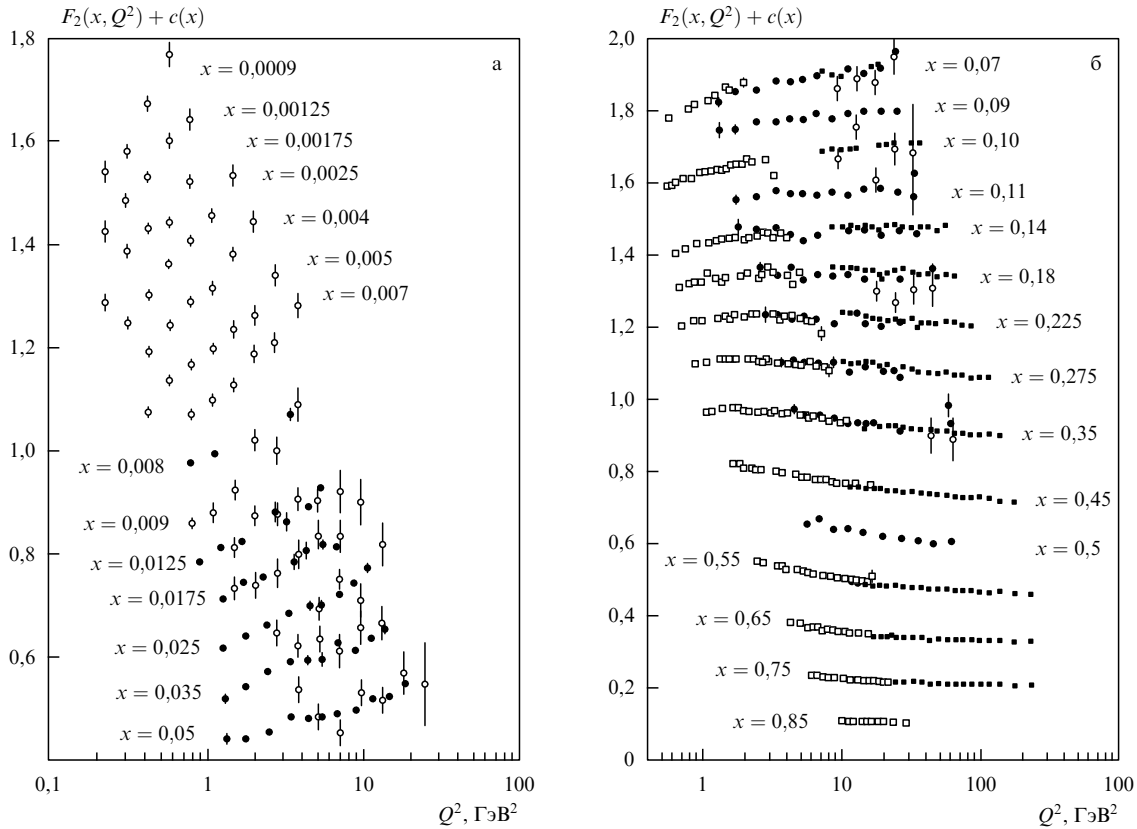 F₂(x, Q²) + c(x)
1,8
1,6
1,4
1,2
1,0
0,8
0,6
0,1
1
10
100
Q², ГэВ²
а
x = 0,0009
x = 0,00125
x = 0,00175
x = 0,0025
x = 0,004
x = 0,005
x = 0,007
x = 0,008
x = 0,009
x = 0,0125
x = 0,0175
x = 0,025
x = 0,035
x = 0,05
F₂(x, Q²) + c(x)
2,0
1,8
1,6
1,4
1,2
1,0
0,8
0,6
0,4
0,2
0
1
10
100
100
Q², ГэВ²
б
x = 0,07
x = 0,09
x = 0,10
x = 0,11
x = 0,14
x = 0,18
x = 0,225
x = 0,275
x = 0,35
x = 0,45
x = 0,5
x = 0,55
x = 0,65
x = 0,75
x = 0,85